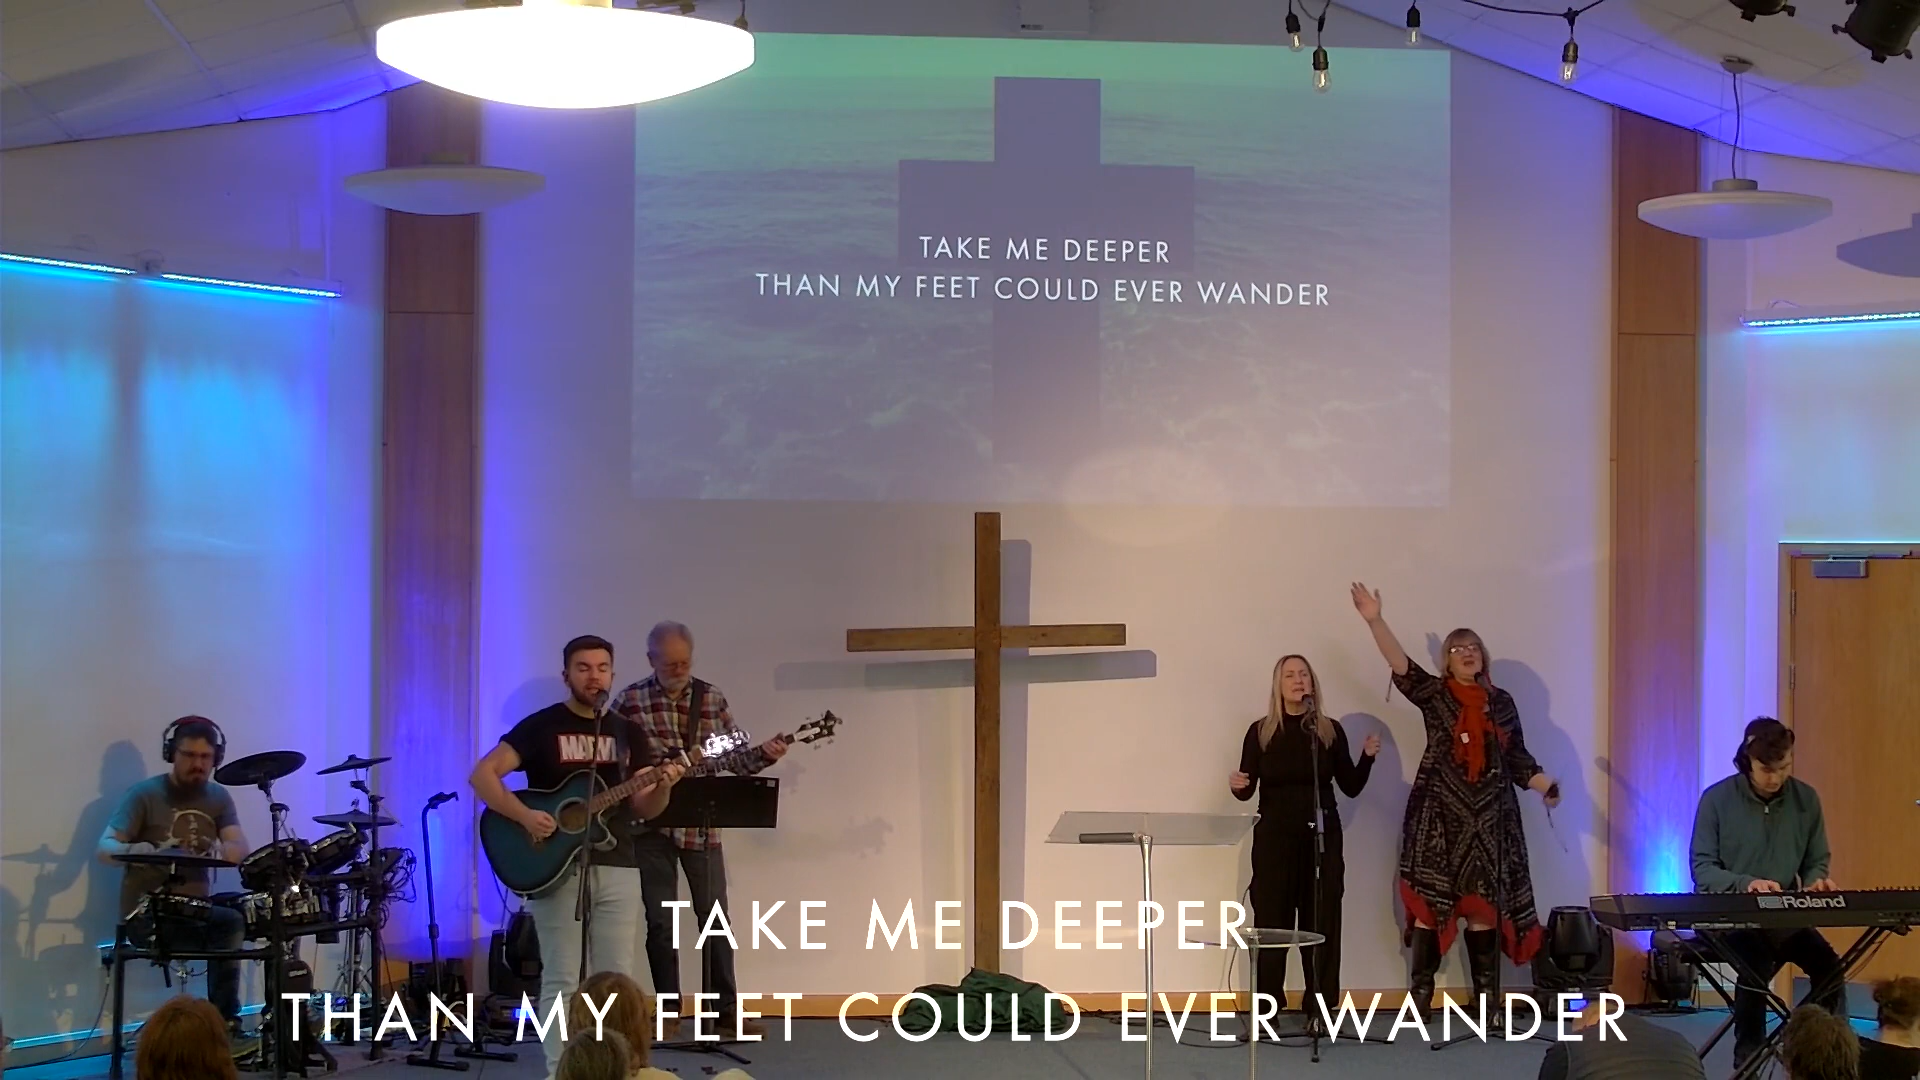 TAKE ME DEEPER
THAN MY FEET COULD EVER WANDER
Roland
TAKE ME DEEPER
THAN MY FEET COULD EVER WANDER